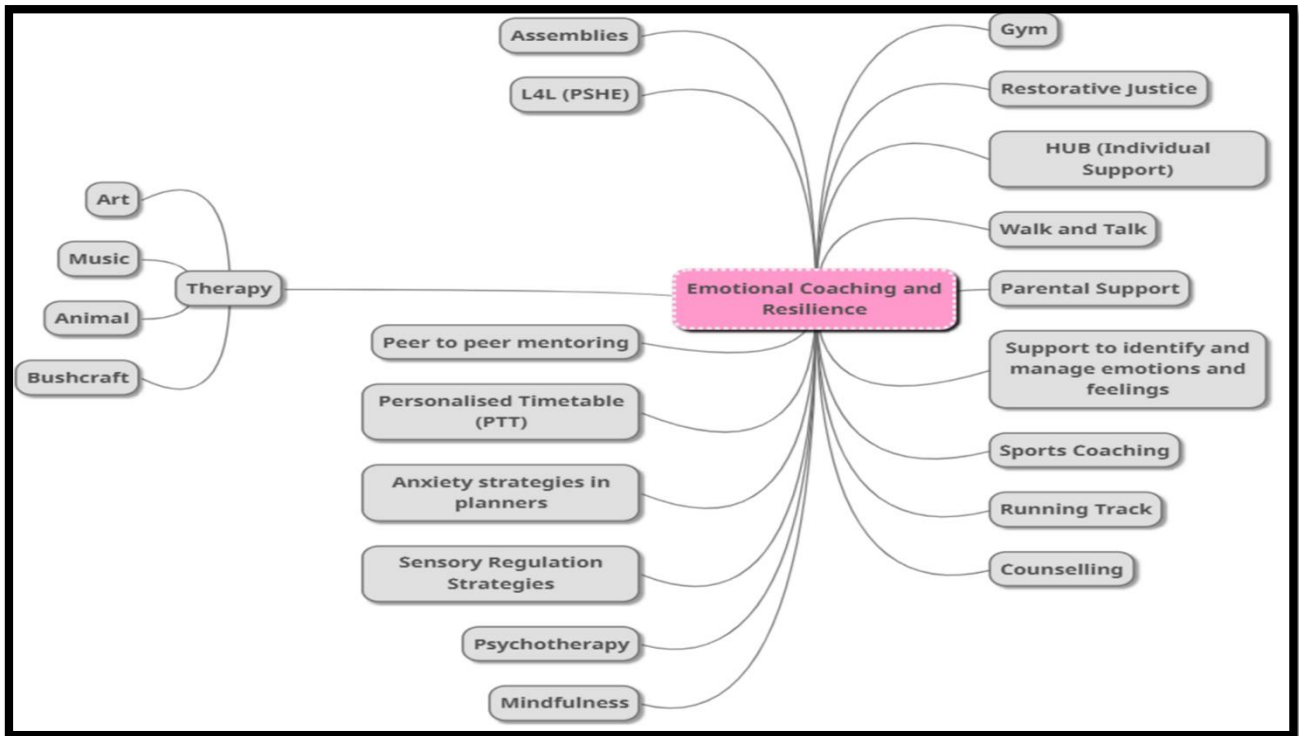 Assemblies
L4L (PSHE)
Art
Music
Animal
Bushcraft
Therapy
Peer to peer mentoring
Personalised Timetable
(PTT)
Anxiety strategies in
planners
Sensory Regulation
Strategies
Psychotherapy
Mindfulness
Emotional Coaching and
Resilience
Gym
Restorative Justice
HUB (Individual
Support)
Walk and Talk
Parental Support
Support to identify and
manage emotions and
feelings
Sports Coaching
Running Track
Counselling